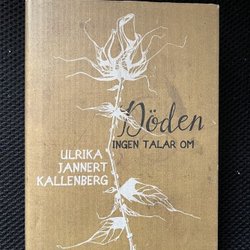 Döden
INGEN TALAR OM
ULRIKA
JANNERT
KALLENBERG